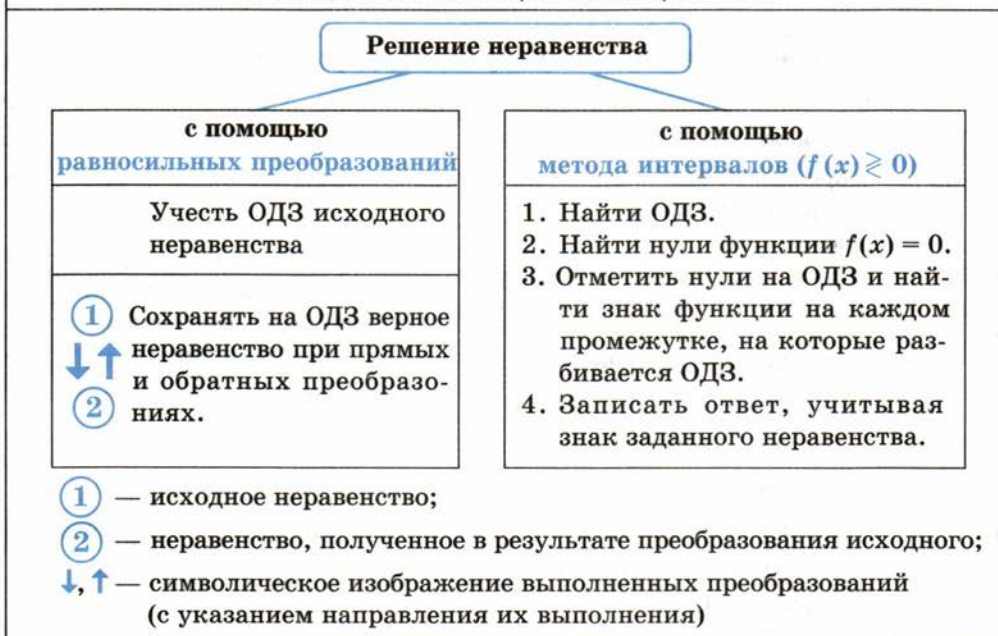 Решение неравенства
с помощью
равносильных преобразований
Учесть ОДЗ исходного
неравенства
1 Сохранять на ОДЗ верное
неравенство при прямых
и обратных преобразо-
2 ниях.
с помощью
метода интервалов (f(x) ≷ 0)
1. Найти ОДЗ.
2. Найти нули функции f(x) = 0.
3. Отметить нули на ОДЗ и най-
ти знак функции на каждом
промежутке, на которые раз-
бивается ОДЗ.
4. Записать ответ, учитывая
знак заданного неравенства.
1 — исходное неравенство;
2 — неравенство, полученное в результате преобразования исходного;
↓, ↑ — символическое изображение выполненных преобразований
(с указанием направления их выполнения)